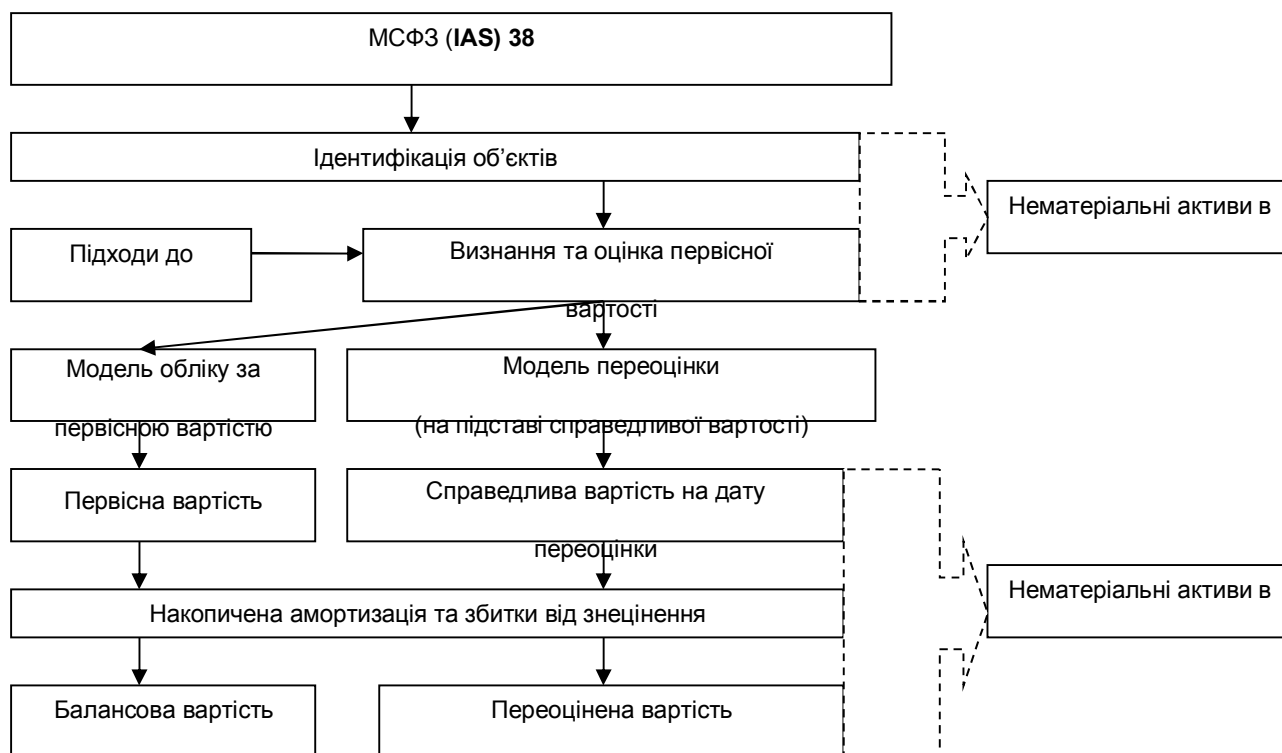 МСФЗ (IAS) 38
Ідентифікація об’єктів
Нематеріальні активи в
Підходи до
Визнання та оцінка первісної
вартості
Модель обліку за
первісною вартістю
Модель переоцінки
(на підставі справедливої вартості)
Первісна вартість
Справедлива вартість на дату
переоцінки
Накопичена амортизація та збитки від знецінення
Нематеріальні активи в
Балансова вартість
Переоцінена вартість